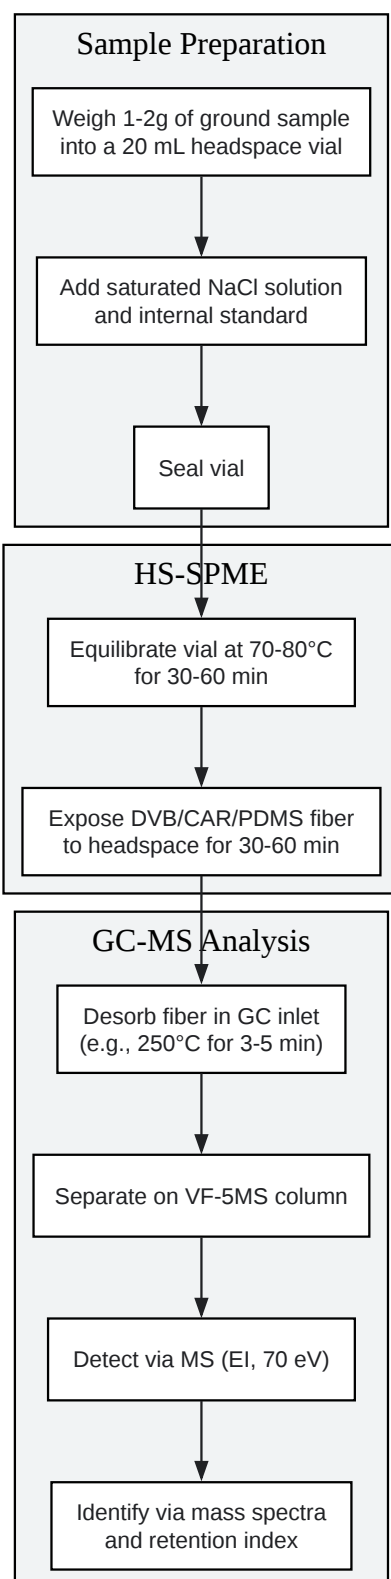 Sample Preparation
Weigh 1-2g of ground sample
into a 20 mL headspace vial
Add saturated NaCl solution
and internal standard
Seal vial
HS-SPME
Equilibrate vial at 70-80°C
for 30-60 min
Expose DVB/CAR/PDMS fiber
to headspace for 30-60 min
GC-MS Analysis
Desorb fiber in GC inlet
(e.g., 250°C for 3-5 min)
Separate on VF-5MS column
Detect via MS (EI, 70 eV)
Identify via mass spectra
and retention index